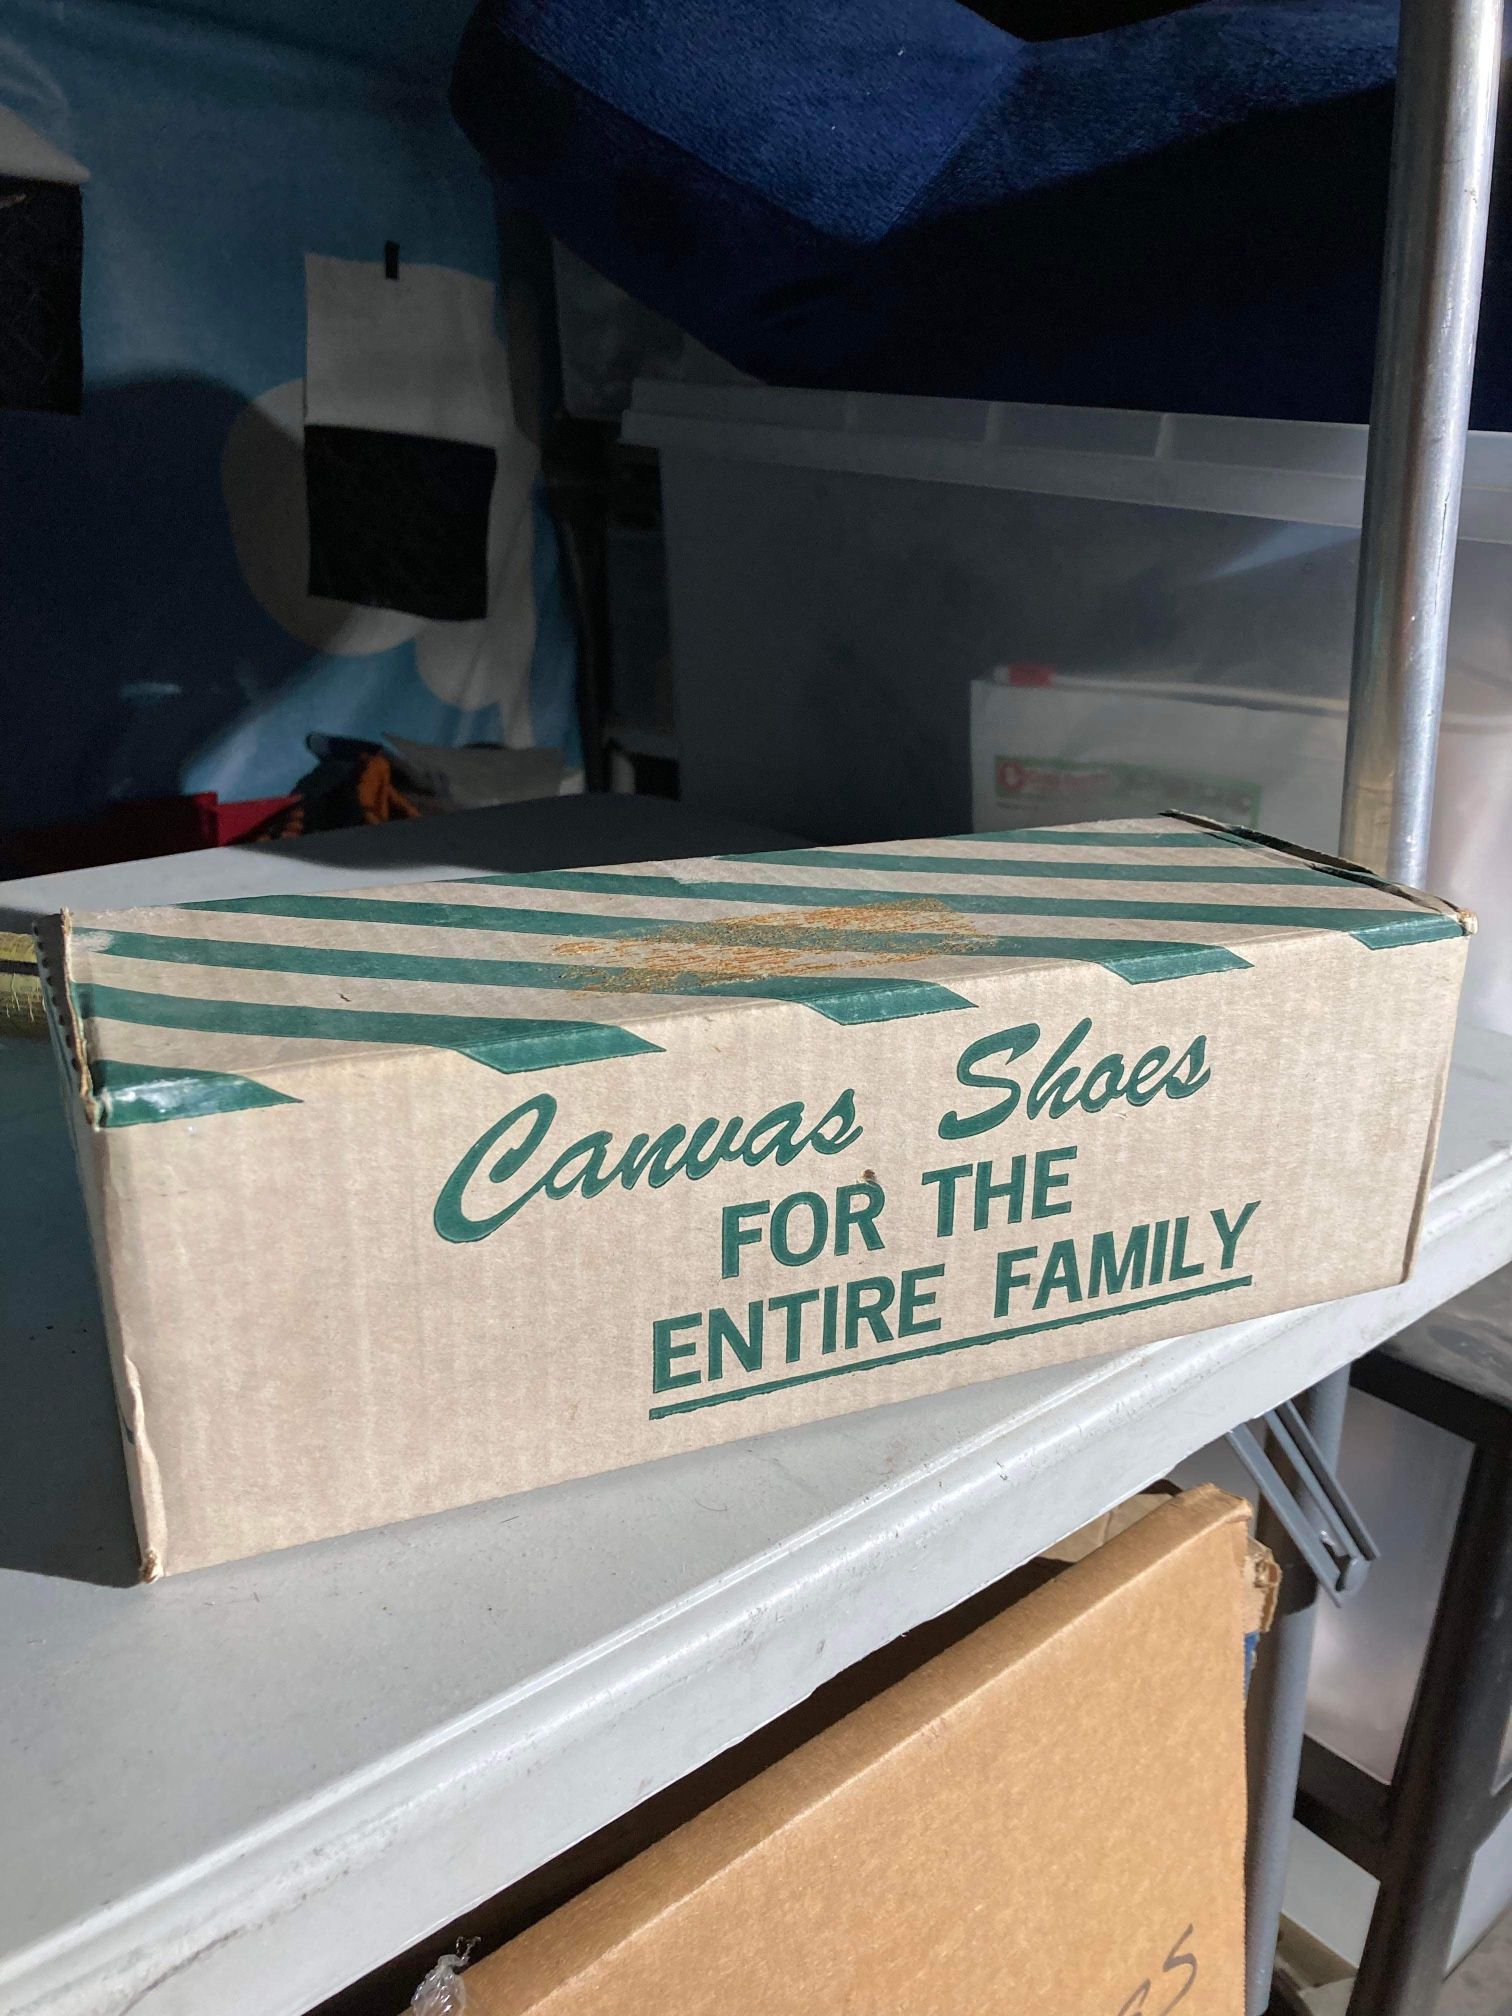 Canvas Shoes
FOR THE
ENTIRE FAMILY